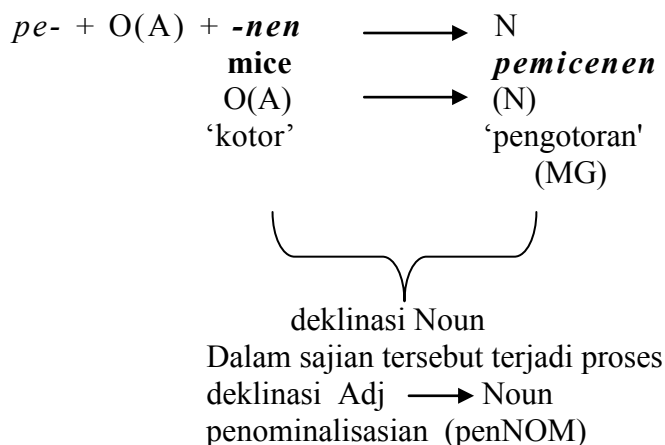 pe- + O(A) + -nen → N
mice pemicenen
O(A) → (N)
‘kotor’ ‘pengotoran'
(MG)
deklinasi Noun
Dalam sajian tersebut terjadi proses
deklinasi Adj → Noun
penominalisasian (penNOM)